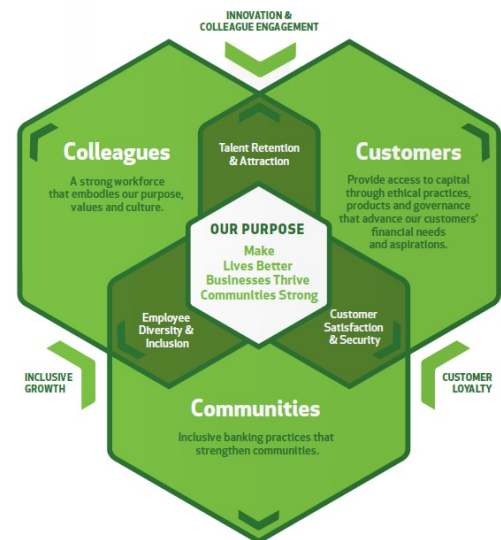 INNOVATION &
COLLEAGUE ENGAGEMENT
Talent Retention
& Attraction
Colleagues
A strong workforce
that embodies our purpose,
values and culture.
Customers
Provide access to capital
through ethical practices,
products and governance
that advance our customers'
financial needs
and aspirations.
OUR PURPOSE
Make
Lives Better
Businesses Thrive
Communities Strong
Employee
Diversity &
Inclusion
Customer
Satisfaction
& Security
INCLUSIVE
GROWTH
CUSTOMER
LOYALTY
Communities
Inclusive banking practices that
strengthen communities.